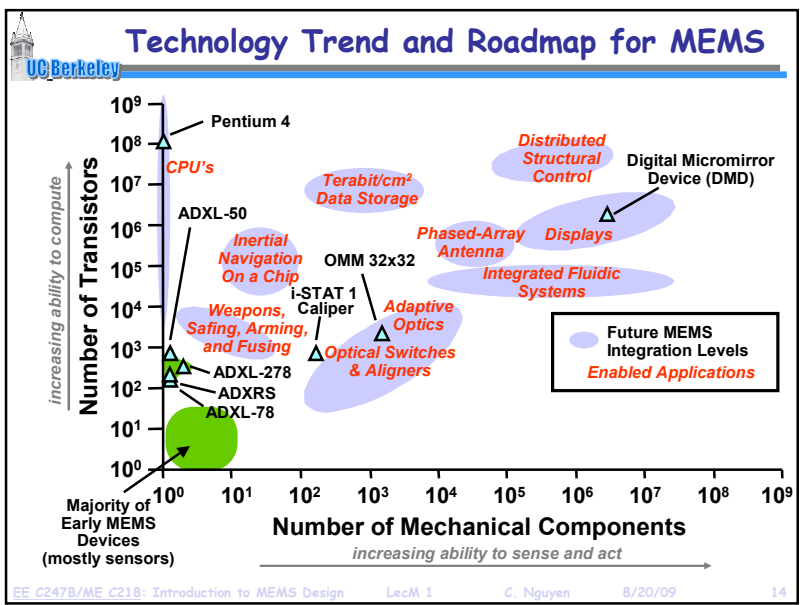 Technology Trend and Roadmap for MEMS
UC Berkeley
increasing ability to compute
Number of Transistors
10⁹
10⁸
10⁷
10⁶
10⁵
10⁴
10³
10²
10¹
10⁰
Pentium 4
CPU's
ADXL-50
Terabit/cm²
Data Storage
Distributed
Structural
Control
Digital Micromirror
Device (DMD)
Inertial
Navigation
On a Chip
OMM 32x32
Phased-Array
Antenna
Displays
i-STAT 1
Caliper
Integrated Fluidic
Systems
Weapons,
Safing, Arming,
and Fusing
Adaptive
Optics
Optical Switches
& Aligners
Future MEMS
Integration Levels
Enabled Applications
ADXL-278
ADXRS
ADXL-78
10⁰
10¹
10²
10³
10⁴
10⁵
10⁶
10⁷
10⁸
10⁹
Majority of
Early MEMS
Devices
(mostly sensors)
Number of Mechanical Components
increasing ability to sense and act
EE C247B/ME C218: Introduction to MEMS Design LecM 1 C. Nguyen 8/20/09 14